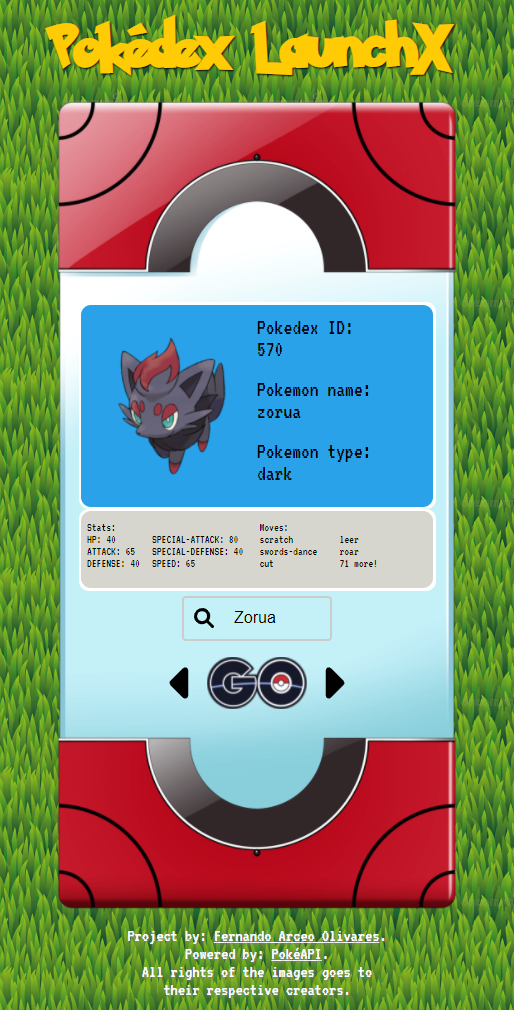 Pokédex LaunchX
Pokedex ID:
570
Pokemon name:
zorua
Pokemon type:
dark
Stats:
HP: 40 SPECIAL-ATTACK: 80
ATTACK: 65 SPECIAL-DEFENSE: 40
DEFENSE: 40 SPEED: 65
Moves:
scratch leer
swords-dance roar
cut 71 more!
Zorua
GO
Project by: Fernando Arceo Olivares.
Powered by: PokéAPI.
All rights of the images goes to
their respective creators.